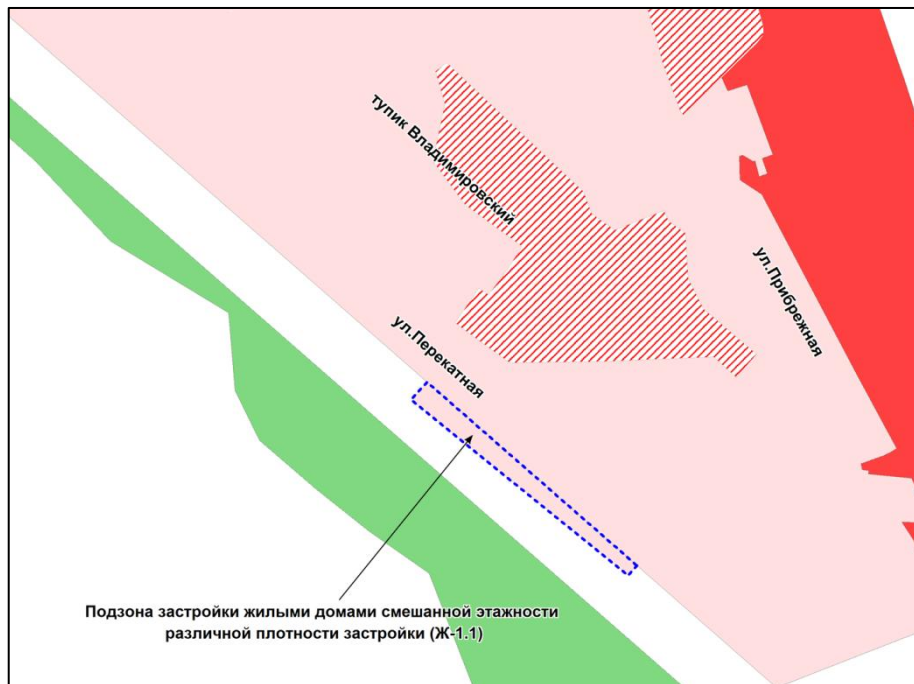 тупик Владимировский
ул.Прибрежная
ул.Перекатная
Подзона застройки жилыми домами смешанной этажности
различной плотности застройки (Ж-1.1)